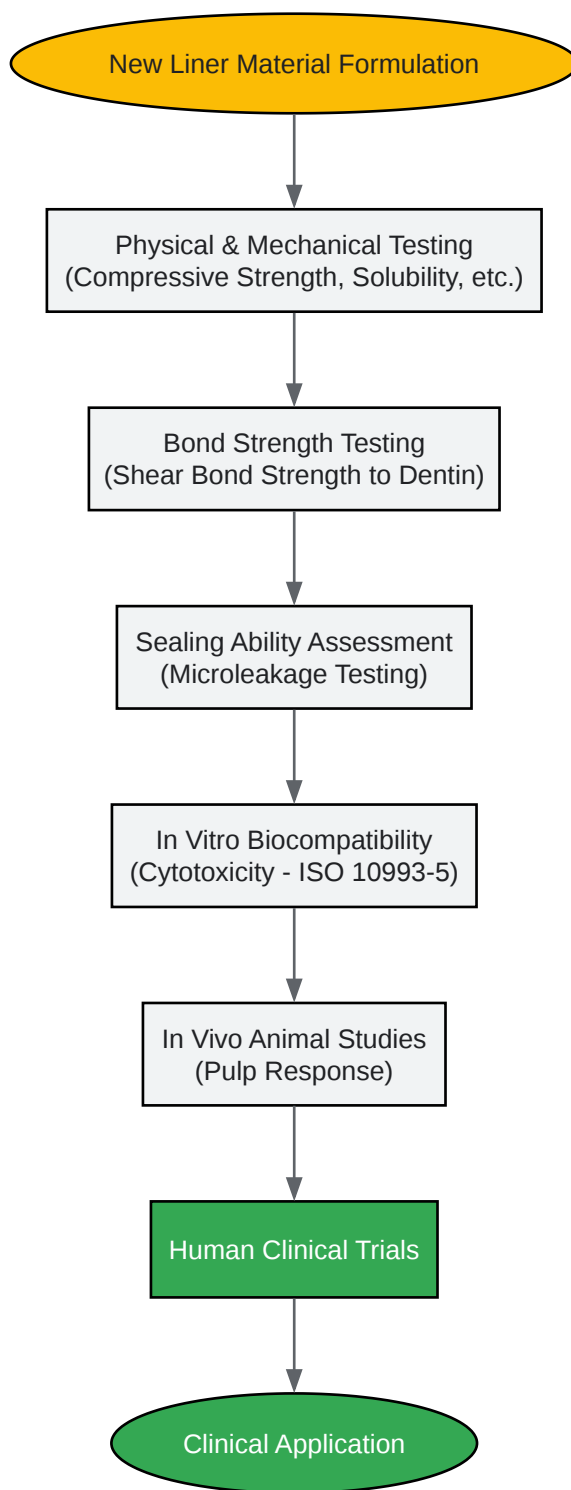 New Liner Material Formulation
Physical & Mechanical Testing
(Compressive Strength, Solubility, etc.)
Bond Strength Testing
(Shear Bond Strength to Dentin)
Sealing Ability Assessment
(Microleakage Testing)
In Vitro Biocompatibility
(Cytotoxicity - ISO 10993-5)
In Vivo Animal Studies
(Pulp Response)
Human Clinical Trials
Clinical Application